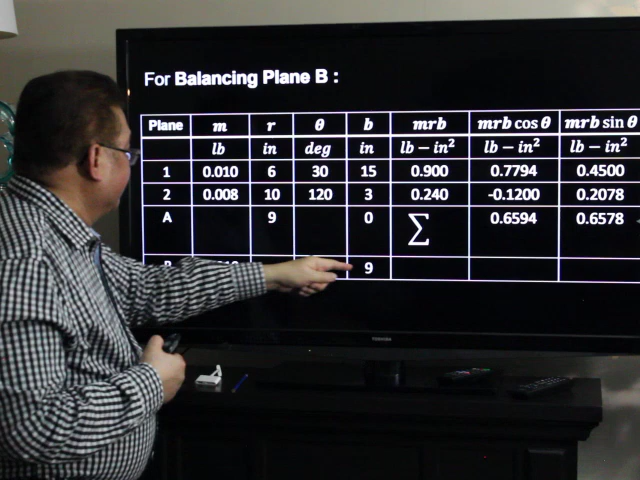 For Balancing Plane B :
Plane m r θ b mrb mrb cos θ mrb sin θ
lb in deg in lb − in² lb − in² lb − in²
1 0.010 6 30 15 0.900 0.7794 0.4500
2 0.008 10 120 3 0.240 -0.1200 0.2078
A 9 0 ∑ 0.6594 0.6578
9
TOSHIBA